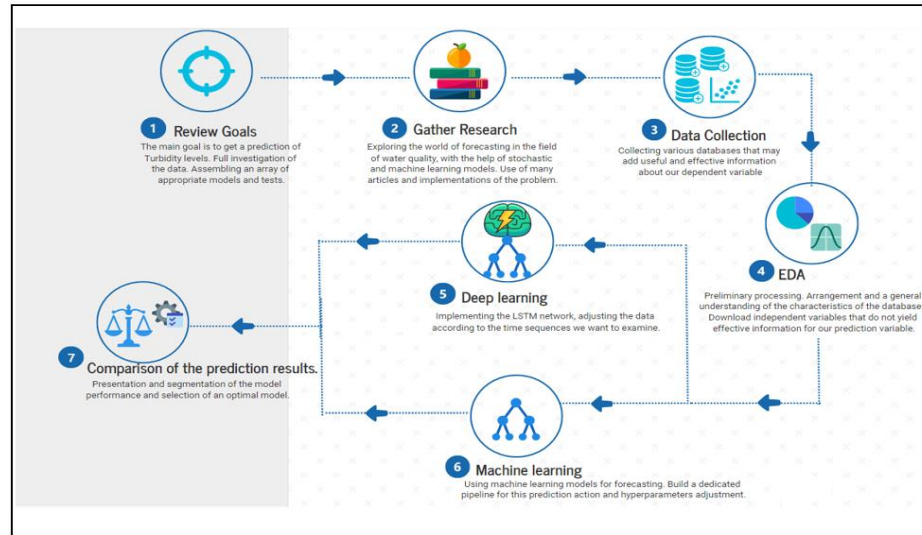 1 Review Goals
The main goal is to get a prediction of
Turbidity levels. Full investigation of
the data. Assembling an array of
appropriate models and tests.
2 Gather Research
Exploring the world of forecasting in the field
of water quality, with the help of stochastic
and machine learning models. Use of many
articles and implementations of the problem.
3 Data Collection
Collecting various databases that may
add useful and effective information
about our dependent variable
4 EDA
Preliminary processing. Arrangement and a general
understanding of the characteristics of the database
Download independent variables that do not yield
effective information for our prediction variable.
5 Deep learning
Implementing the LSTM network, adjusting the data
according to the time sequences we want to examine.
6 Machine learning
Using machine learning models for forecasting. Build a dedicated
pipeline for this prediction action and hyperparameters adjustment.
7 Comparison of the prediction results.
Presentation and segmentation of the model
performance and selection of an optimal model.